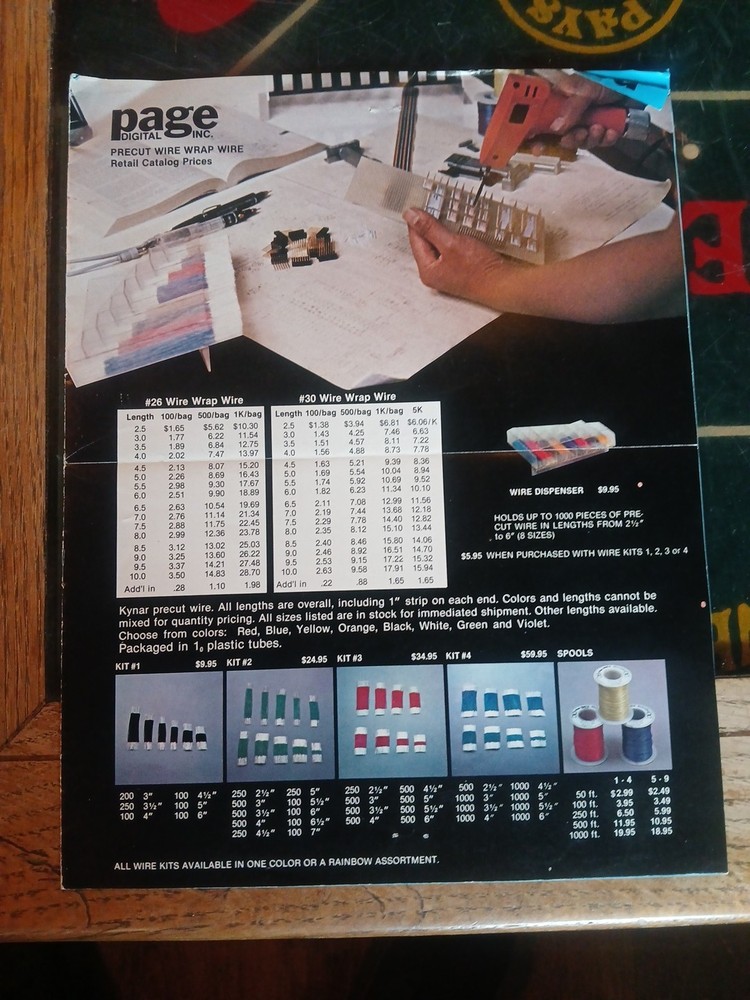 PAYS
E
page
DIGITAL INC.
PRECUT WIRE WRAP WIRE
Retail Catalog Prices
#26 Wire Wrap Wire
Length 100/bag 500/bag 1K/bag
2.5 $1.65 $5.62 $10.30
3.0 1.77 6.22 11.54
3.5 1.89 6.84 12.75
4.0 2.02 7.47 13.97
4.5 2.13 8.07 15.20
5.0 2.26 8.69 16.43
5.5 2.98 9.30 17.67
6.0 2.51 9.90 18.89
6.5 2.63 10.54 19.69
7.0 2.76 11.14 21.34
7.5 2.88 11.75 22.45
8.0 2.99 12.36 23.78
8.5 3.12 13.02 25.03
9.0 3.25 13.60 26.22
9.5 3.37 14.21 27.48
10.0 3.50 14.83 28.70
Add'l in .28 1.10 1.98
#30 Wire Wrap Wire
Length 100/bag 500/bag 1K/bag 5K
2.5 $1.38 $3.94 $6.81 $6.06/K
3.0 1.43 4.25 7.46 6.63
3.5 1.51 4.57 8.11 7.22
4.0 1.56 4.88 8.73 7.78
4.5 1.63 5.21 9.39 8.36
5.0 1.69 5.54 10.04 8.94
5.5 1.74 5.92 10.69 9.52
6.0 1.82 6.23 11.34 10.10
6.5 2.11 7.08 12.99 11.56
7.0 2.19 7.44 13.68 12.18
7.5 2.29 7.78 14.40 12.82
8.0 2.35 8.12 15.10 13.44
8.5 2.40 8.46 15.80 14.06
9.0 2.46 8.92 16.51 14.70
9.5 2.53 9.15 17.22 15.32
10.0 2.63 9.58 17.91 15.94
Add'l in .22 .88 1.65 1.65
WIRE DISPENSER $9.95
HOLDS UP TO 1000 PIECES OF PRE-
CUT WIRE IN LENGTHS FROM 2½"
to 6" (8 SIZES)
$5.95 WHEN PURCHASED WITH WIRE KITS 1, 2, 3 or 4
Kynar precut wire. All lengths are overall, including 1" strip on each end. Colors and lengths cannot be
mixed for quantity pricing. All sizes listed are in stock for immediated shipment. Other lengths available.
Choose from colors: Red, Blue, Yellow, Orange, Black, White, Green and Violet.
Packaged in plastic tubes.
KIT #1 $9.95
200 3" 100 4½"
250 3½" 100 5"
100 4" 100 6"
KIT #2 $24.95
250 2½" 250 5"
500 3" 100 5½"
500 3½" 100 6"
500 4" 100 6½"
250 4½" 100 7"
KIT #3 $34.95
250 2½" 500 4½"
500 3" 500 5"
500 3½" 500 5½"
500 4" 500 6"
KIT #4 $59.95
500 2½" 1000 4½"
1000 3" 1000 5"
1000 3½" 1000 5½"
1000 4" 1000 6"
SPOOLS
1 - 4 5 - 9
50 ft. $2.99 $2.49
100 ft. 3.95 3.49
250 ft. 6.50 5.99
500 ft. 11.95 10.95
1000 ft. 19.95 18.95
ALL WIRE KITS AVAILABLE IN ONE COLOR OR A RAINBOW ASSORTMENT.